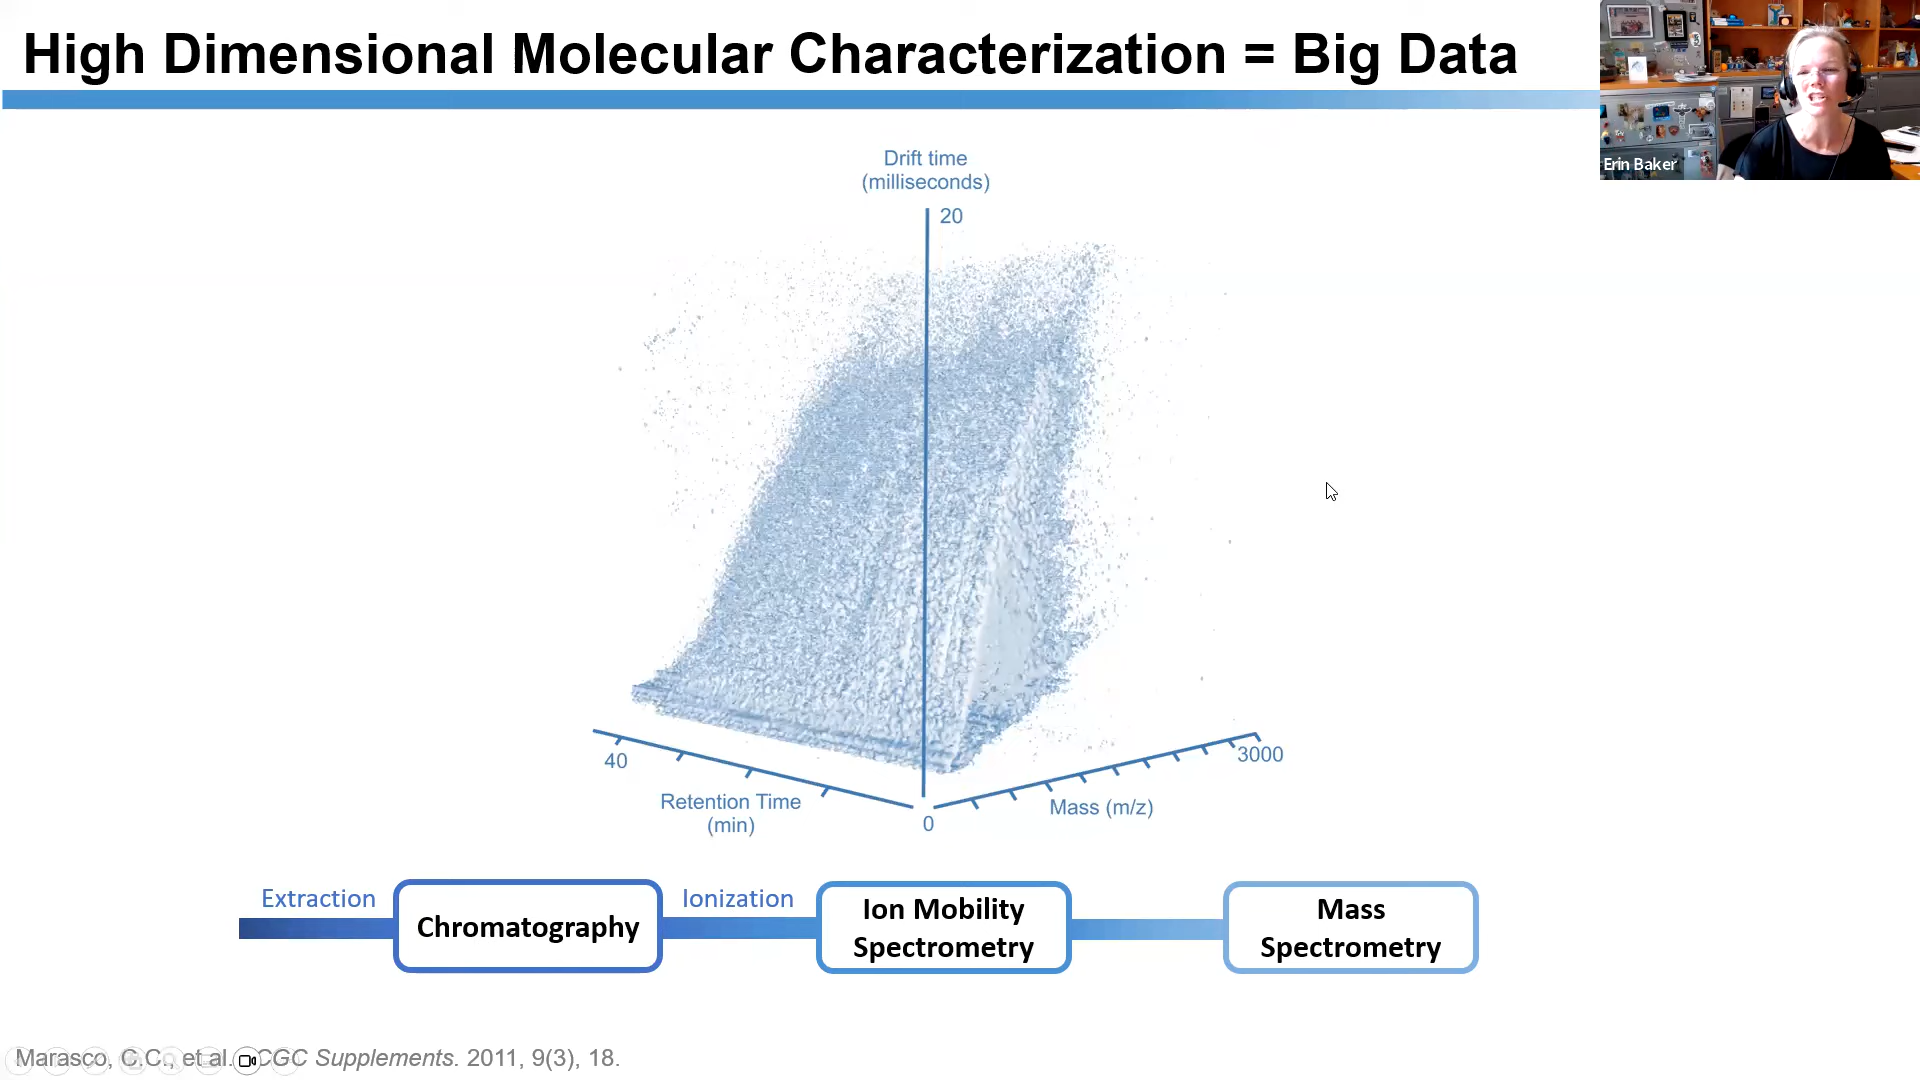 High Dimensional Molecular Characterization = Big Data
Erin Baker
Drift time
(milliseconds)
20
40
3000
Retention Time
(min)
Mass (m/z)
0
Extraction
Chromatography
Ionization
Ion Mobility
Spectrometry
Mass
Spectrometry
Marasco, C.C., et al. CGC Supplements. 2011, 9(3), 18.